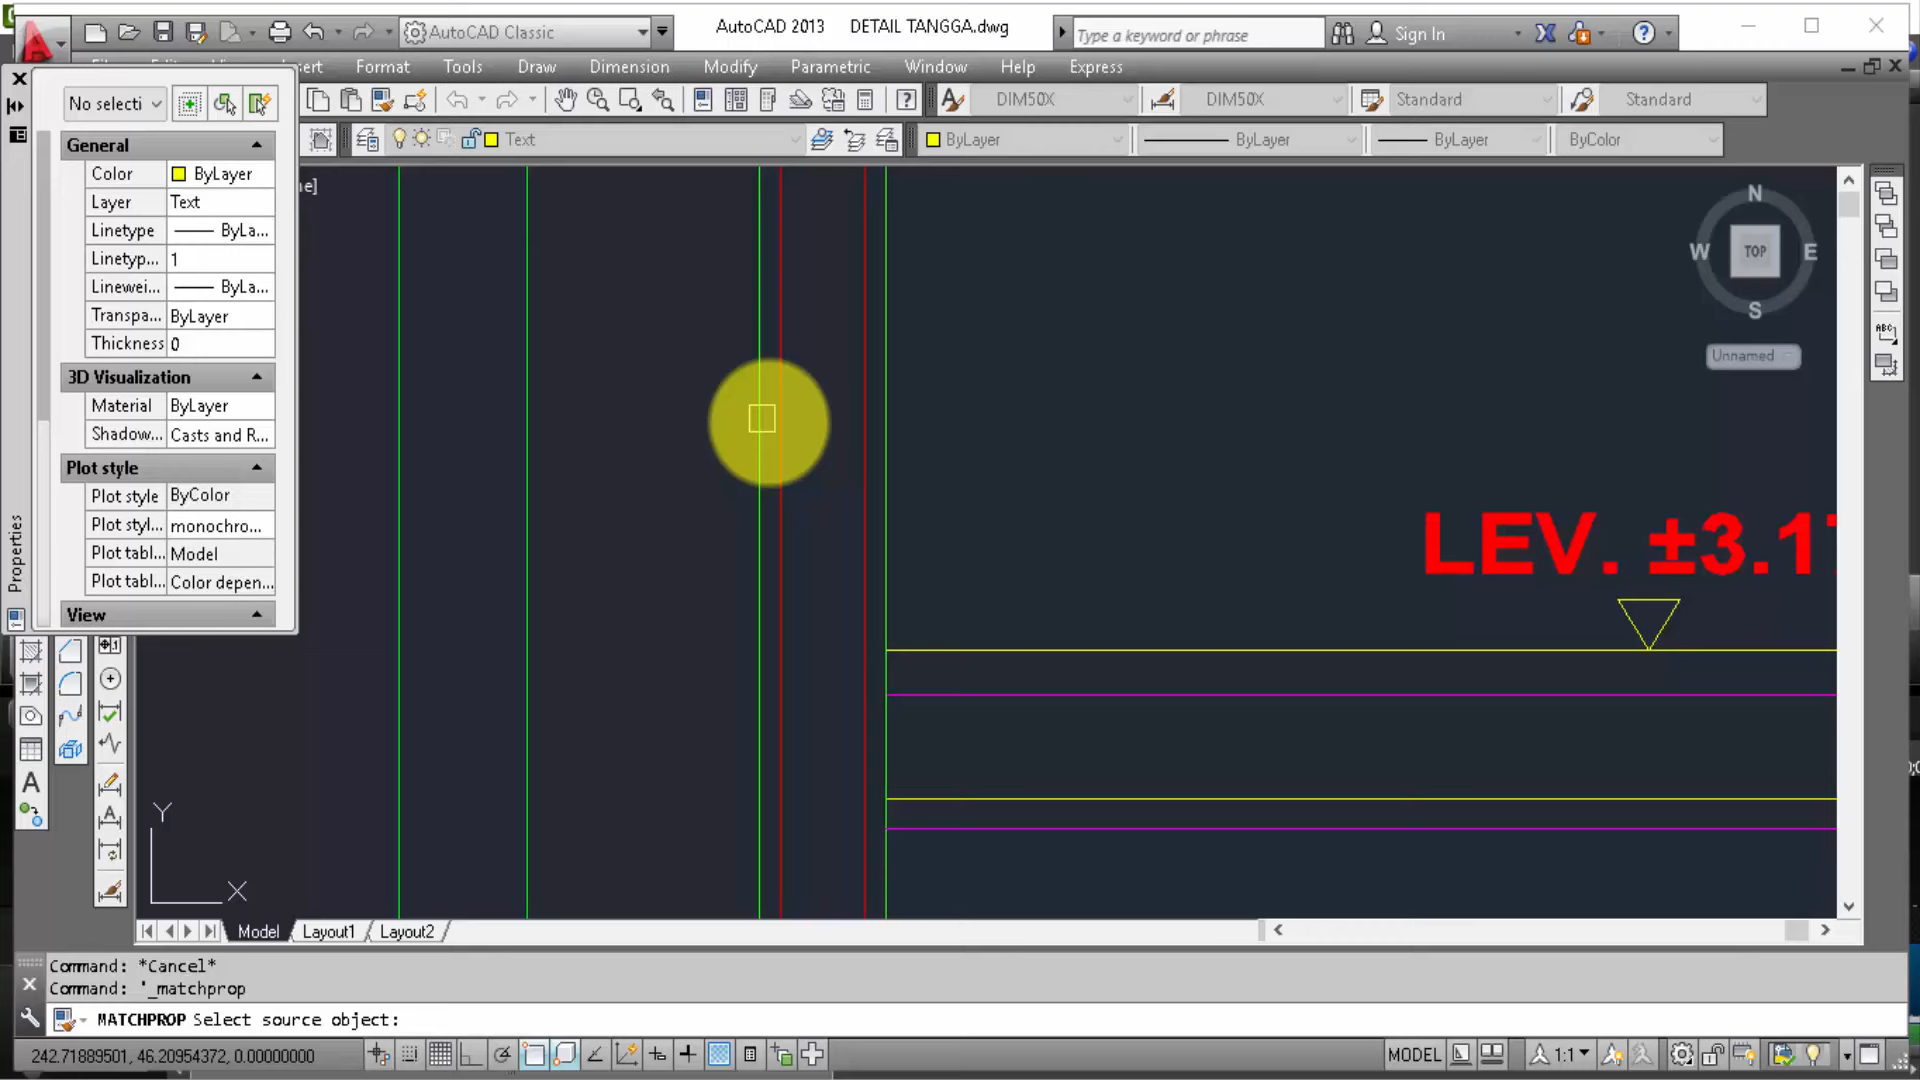 AutoCAD Classic
AutoCAD 2013 DETAIL TANGGA.dwg
Type a keyword or phrase
Sign In
Format Tools Draw Dimension Modify Parametric Window Help Express
No selecti
DIM50X
DIM50X
Standard
Standard
Text
ByLayer
ByLayer
ByLayer
ByColor
General
Color ByLayer
Layer Text
Linetype ByLa...
Linetyp... 1
Linewei... ByLa...
Transpa... ByLayer
Thickness 0
3D Visualization
Material ByLayer
Shadow... Casts and R...
Plot style
Plot style ByColor
Plot styl... monochro...
Plot tabl... Model
Plot tabl... Color depen...
View
Properties
N
W TOP E
S
Unnamed
LEV. ±3.17
Y
X
Model Layout1 Layout2
Command: *Cancel*
Command: '_matchprop
MATCHPROP Select source object:
242.71889501, 46.20954372, 0.00000000
MODEL
1:1